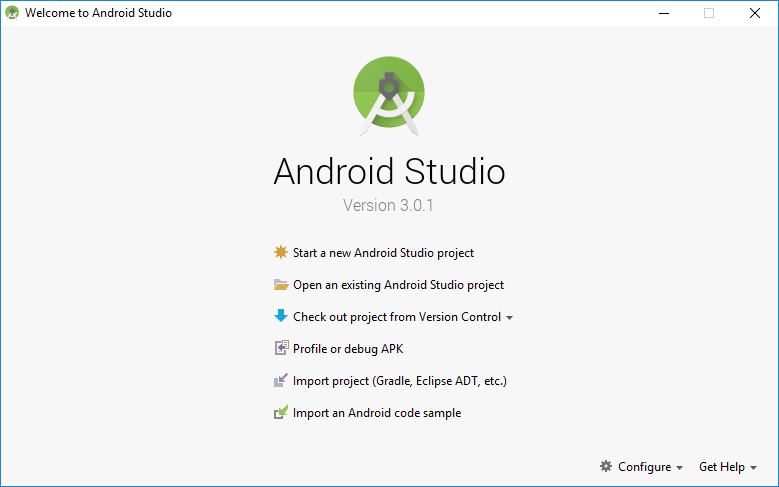 Welcome to Android Studio
Android Studio
Version 3.0.1
Start a new Android Studio project
Open an existing Android Studio project
Check out project from Version Control
Profile or debug APK
Import project (Gradle, Eclipse ADT, etc.)
Import an Android code sample
Configure Get Help